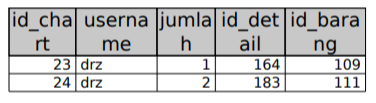 id_cha userna jumla id_det id_bara
rt me h ail ng
23 drz 1 164 109
24 drz 2 183 111